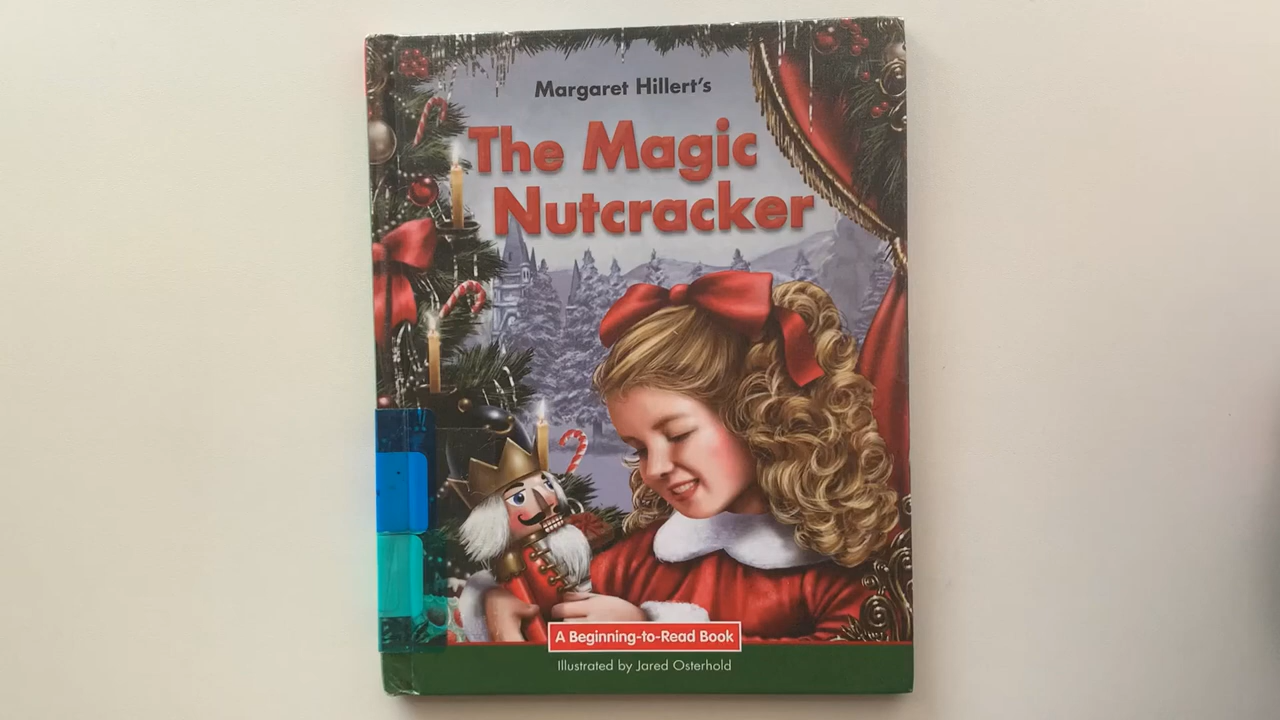 Margaret Hillert's
The Magic
Nutcracker
A Beginning-to-Read Book
Illustrated by Jared Osterhold